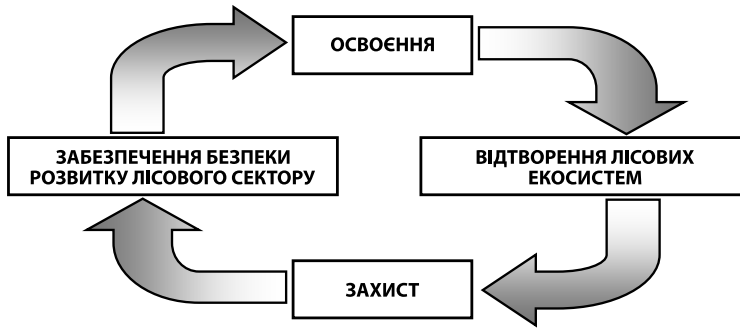 ОСВОЄННЯ
ЗАБЕЗПЕЧЕННЯ БЕЗПЕКИ
РОЗВИТКУ ЛІСОВОГО СЕКТОРУ
ВІДТВОРЕННЯ ЛІСОВИХ
ЕКОСИСТЕМ
ЗАХИСТ